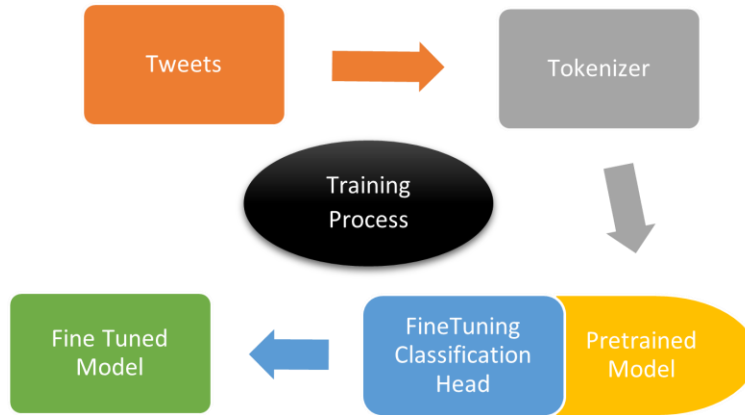 Tweets
Tokenizer
Training
Process
Fine Tuned
Model
FineTuning
Classification
Head
Pretrained
Model